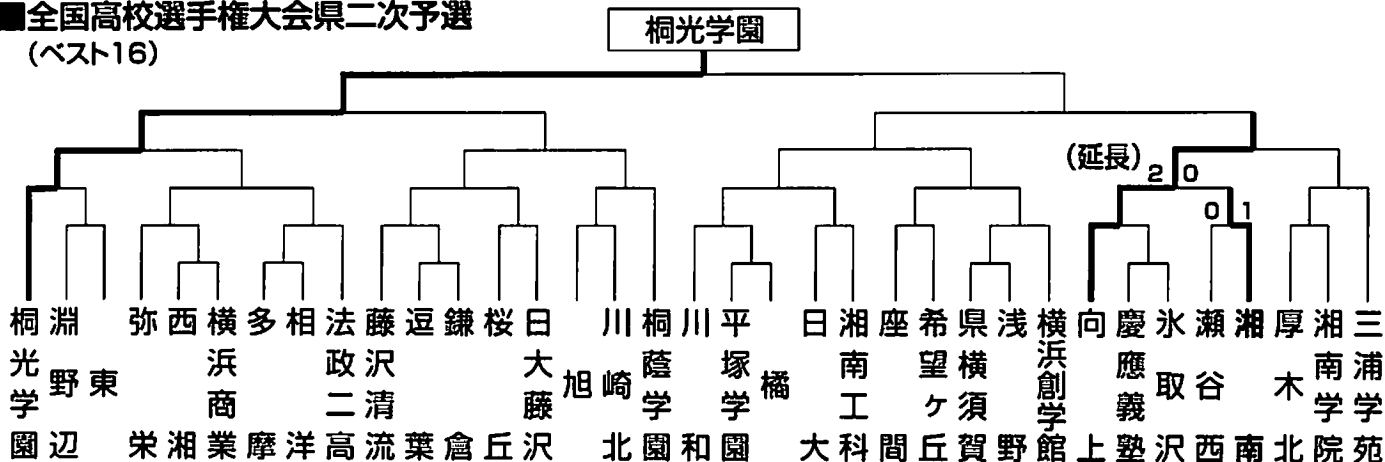 ■全国高校選手権大会県二次予選
(ベスト16)
桐光学園
(延長)
2 0
0 1
桐光学園
淵野辺
東
弥栄
西湘
横浜商業
多摩
相洋
法政二高
藤沢清流
逗葉
鎌倉
桜丘
日大藤沢
旭
川崎北
桐蔭学園
川和
平塚学園
橘
日大
湘南工科
座間
希望ヶ丘
県横須賀
浅野
横浜創学館
向上
慶應義塾
氷取沢
瀬谷西
湘南
厚木北
湘南学院
三浦学苑